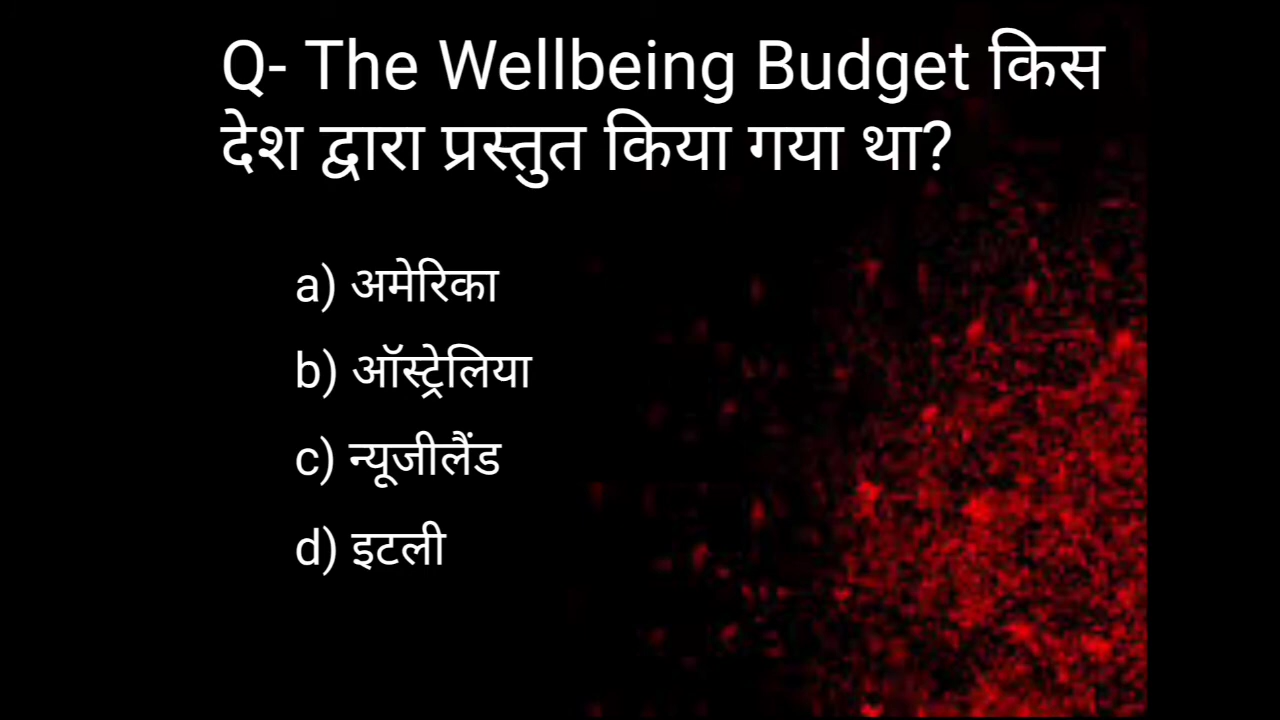 Q- The Wellbeing Budget किस
देश द्वारा प्रस्तुत किया गया था?
a) अमेरिका
b) ऑस्ट्रेलिया
c) न्यूजीलैंड
d) इटली